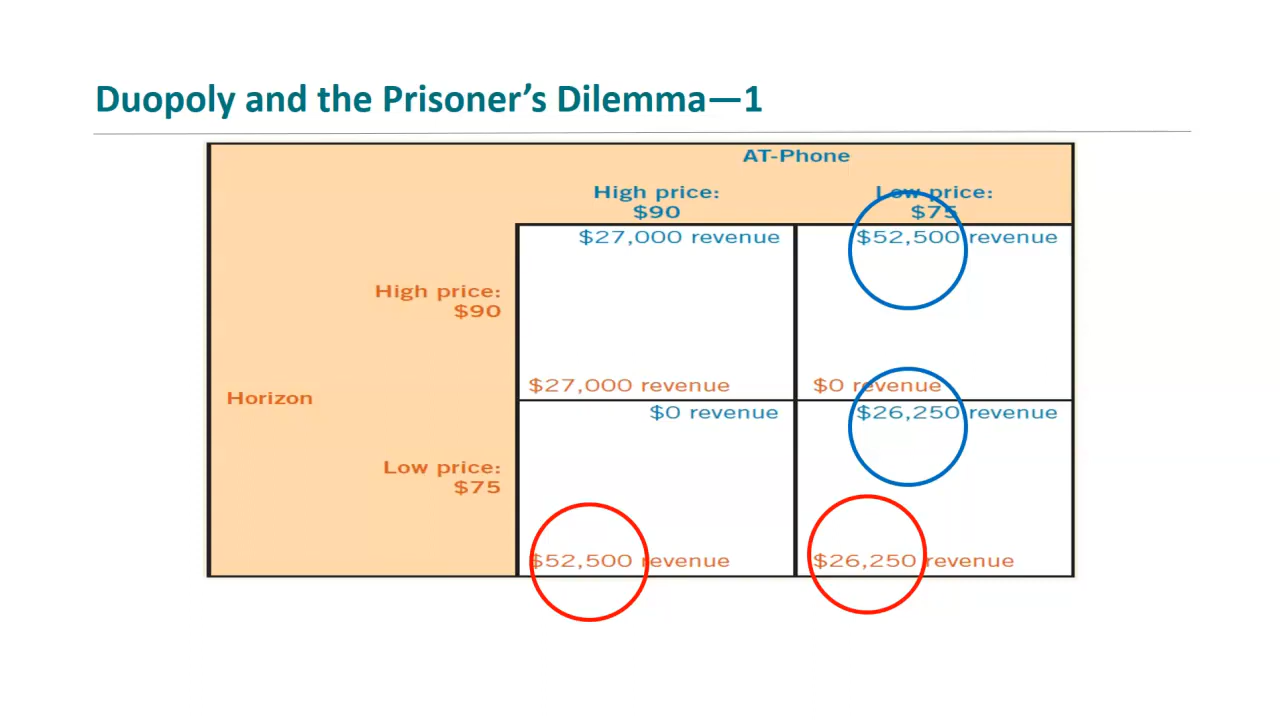 Duopoly and the Prisoner's Dilemma—1
AT-Phone
High price:
$90
Low price:
$75
$27,000 revenue
$52,500 revenue
High price:
$90
$27,000 revenue
$0 revenue
Horizon
$0 revenue
$26,250 revenue
Low price:
$75
$52,500 revenue
$26,250 revenue